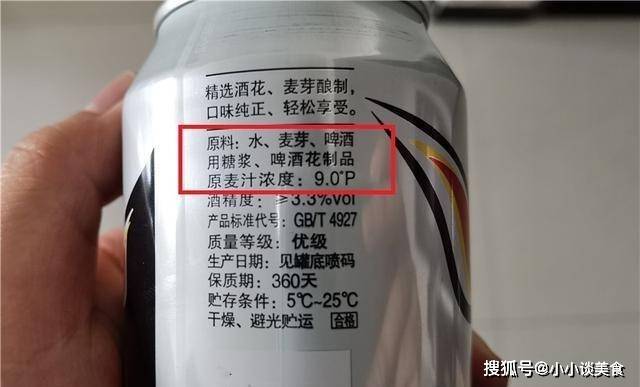 精选酒花、麦芽酿制，
口味纯正、轻松享受。
原料：水、麦芽、啤酒
用糖浆、啤酒花制品
原麦汁浓度：9.0°P
酒精度：≥3.3%vol
产品标准代号：GB/T 4927
质量等级：优级
生产日期：见罐底喷码
保质期：360天
贮存条件：5℃~25℃
干燥、避光贮运 合格
搜狐号@小小谈美食